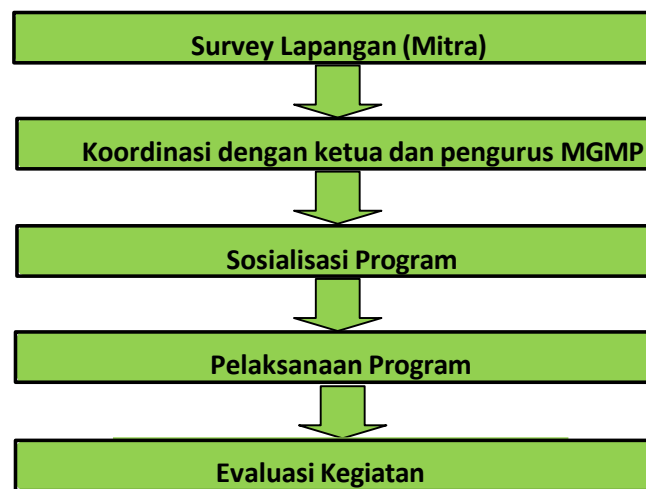 Survey Lapangan (Mitra)
Koordinasi dengan ketua dan pengurus MGMP
Sosialisasi Program
Pelaksanaan Program
Evaluasi Kegiatan